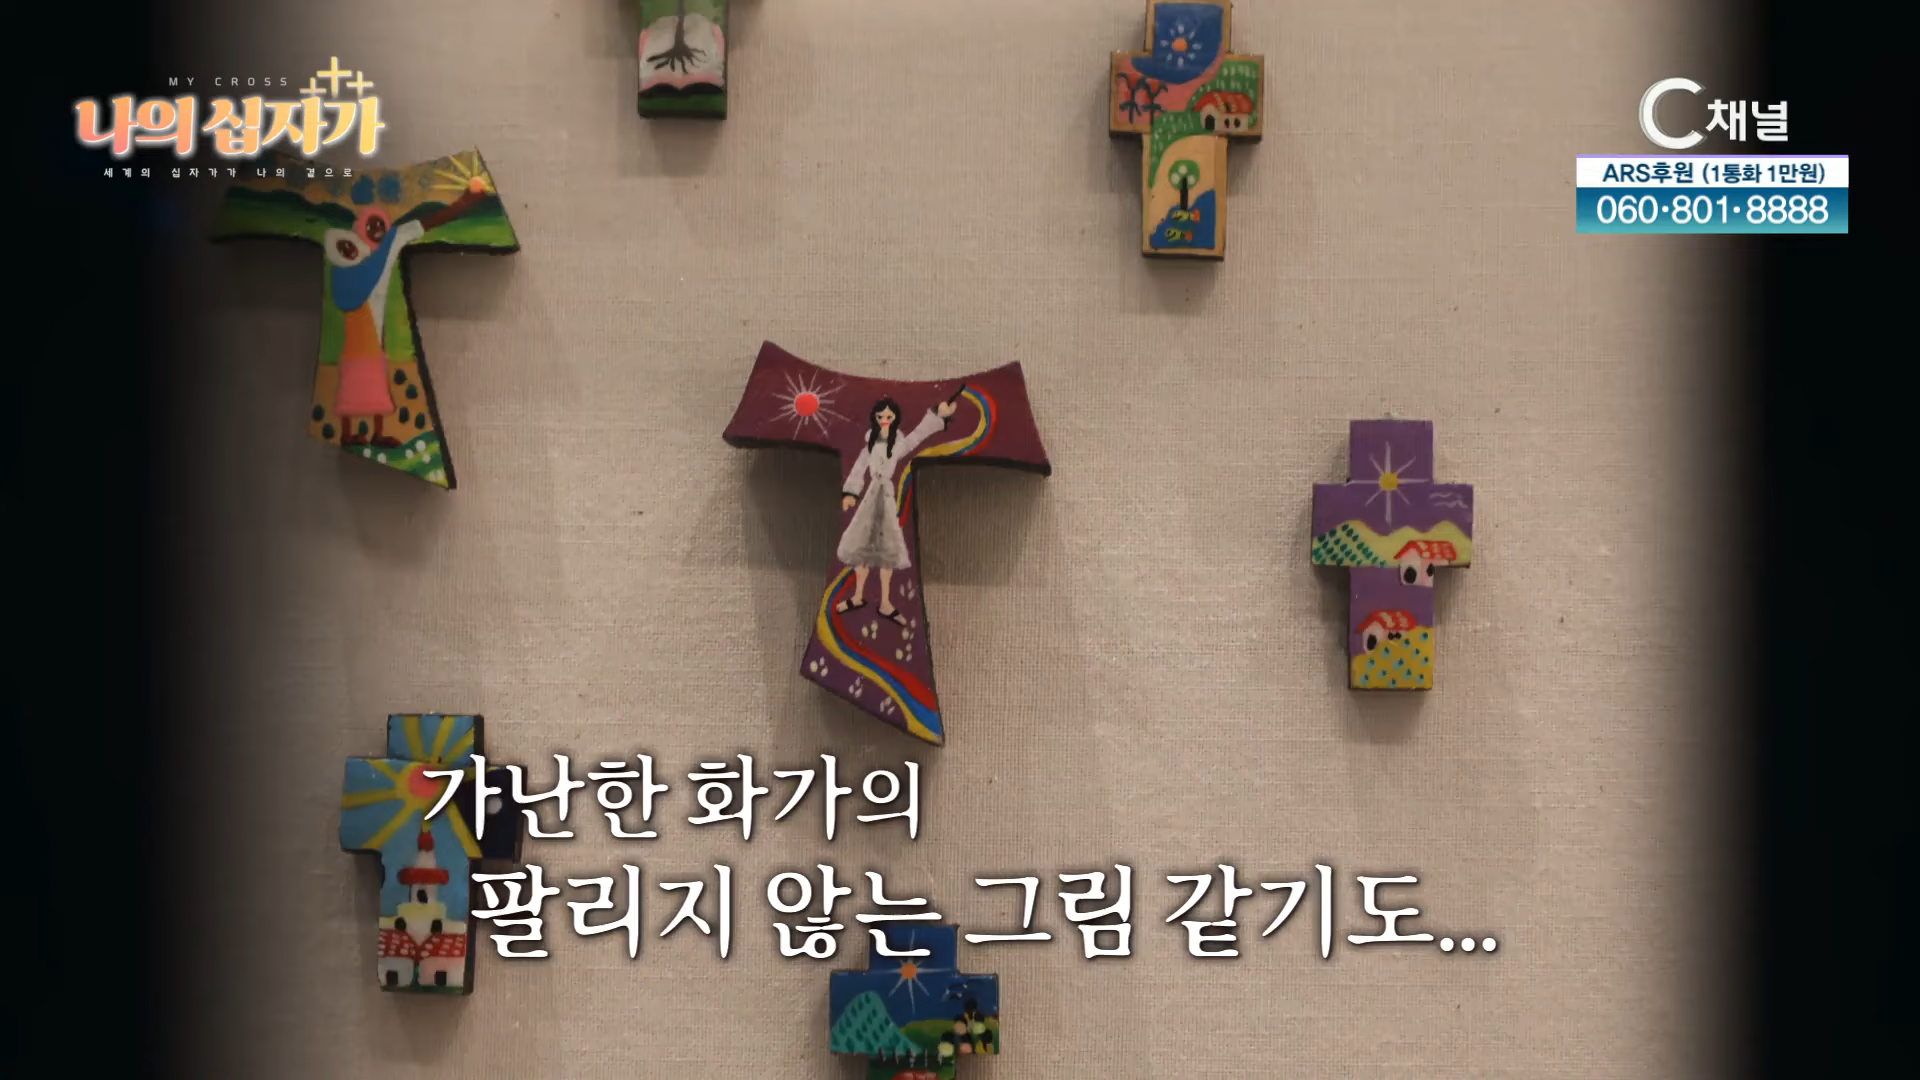 MY CROSS
나의 십자가
세계의 십자가가 나의 곁으로
C채널
ARS후원 (1통화 1만원)
060·801·8888
가난한 화가의
팔리지 않는 그림 같기도...